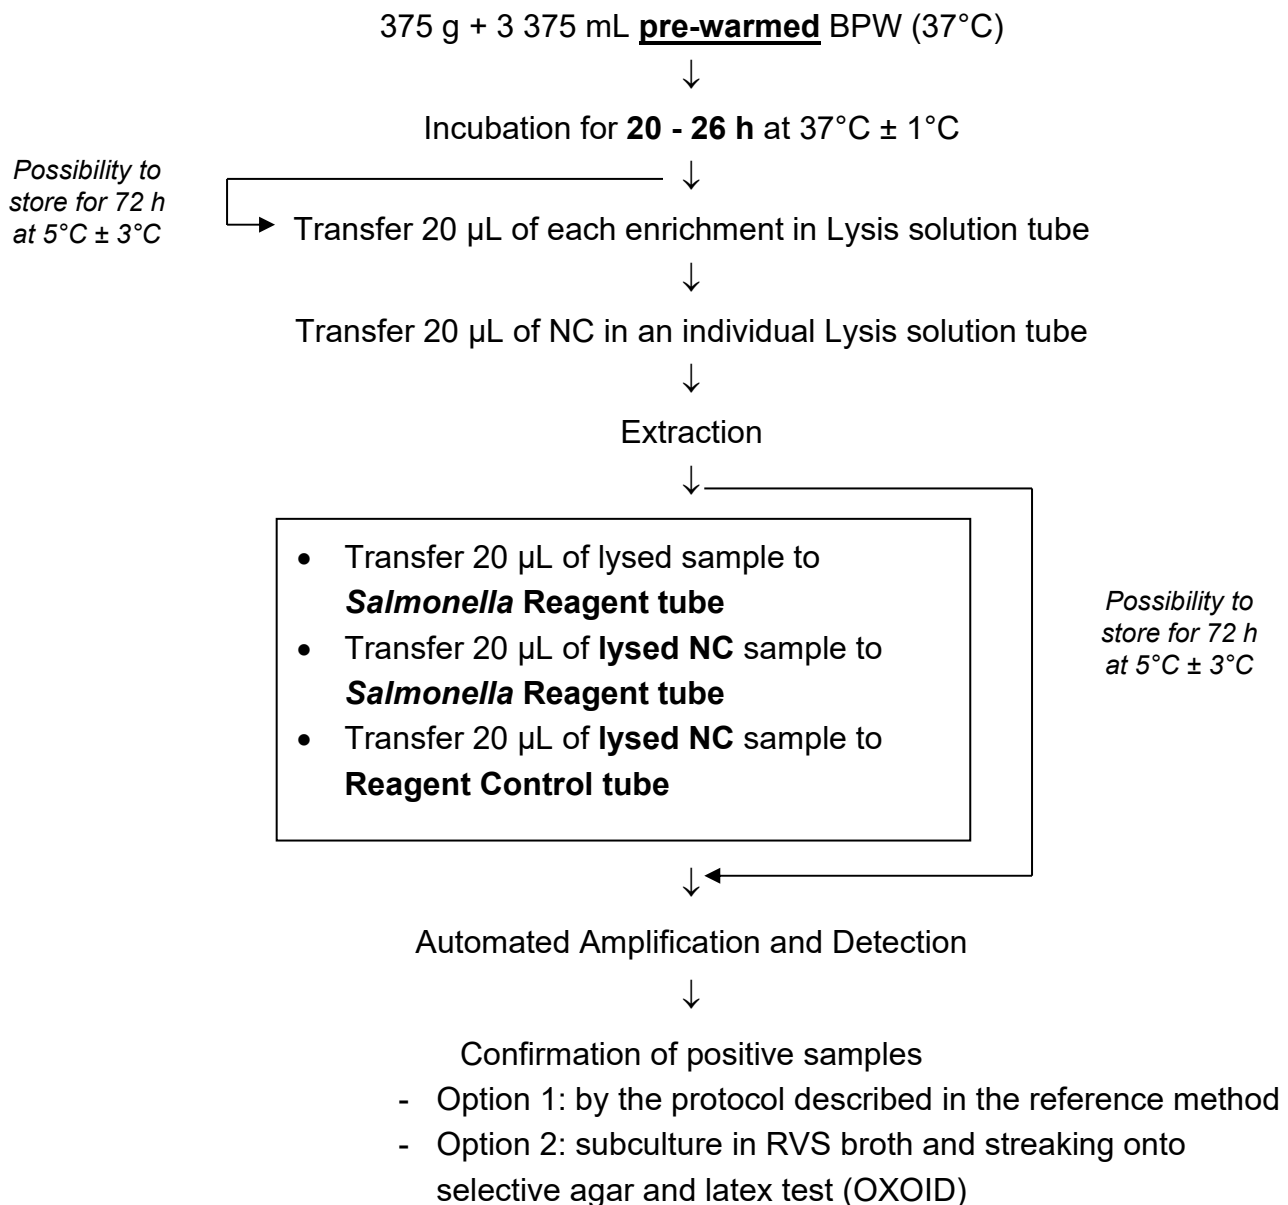 375 g + 3 375 mL pre-warmed BPW (37°C)
↓
Incubation for 20 - 26 h at 37°C ± 1°C
↓
Possibility to
store for 72 h
at 5°C ± 3°C
Transfer 20 µL of each enrichment in Lysis solution tube
↓
Transfer 20 µL of NC in an individual Lysis solution tube
↓
Extraction
↓
• Transfer 20 µL of lysed sample to
Salmonella Reagent tube
• Transfer 20 µL of lysed NC sample to
Salmonella Reagent tube
• Transfer 20 µL of lysed NC sample to
Reagent Control tube
Possibility to
store for 72 h
at 5°C ± 3°C
↓
Automated Amplification and Detection
↓
Confirmation of positive samples
- Option 1: by the protocol described in the reference method
- Option 2: subculture in RVS broth and streaking onto
selective agar and latex test (OXOID)